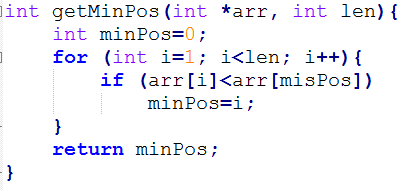 int getMinPos(int *arr, int len){
int minPos=0;
for (int i=1; i<len; i++){
if (arr[i]<arr[misPos])
minPos=i;
}
return minPos;
}